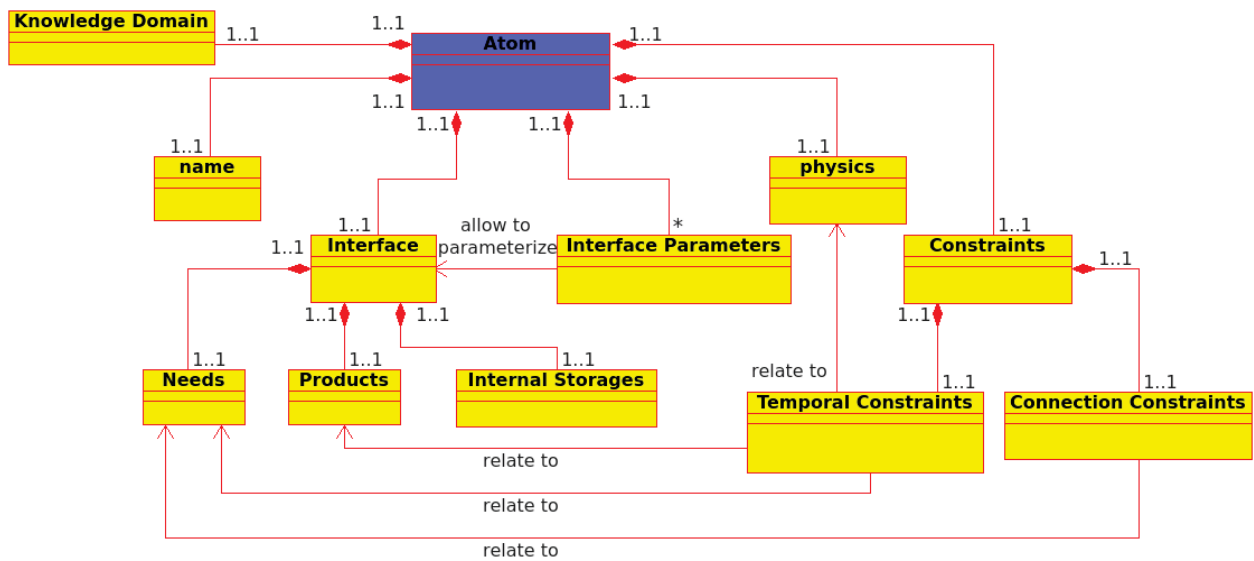 Knowledge Domain
1..1
1..1
Atom
1..1
1..1
1..1
1..1
1..1
1..1
name
1..1
physics
1..1
Interface
allow to
parameterize
*
Interface Parameters
1..1
Constraints
1..1
1..1
1..1
1..1
1..1
1..1
Needs
1..1
Products
1..1
Internal Storages
relate to
1..1
Temporal Constraints
1..1
Connection Constraints
relate to
relate to
relate to